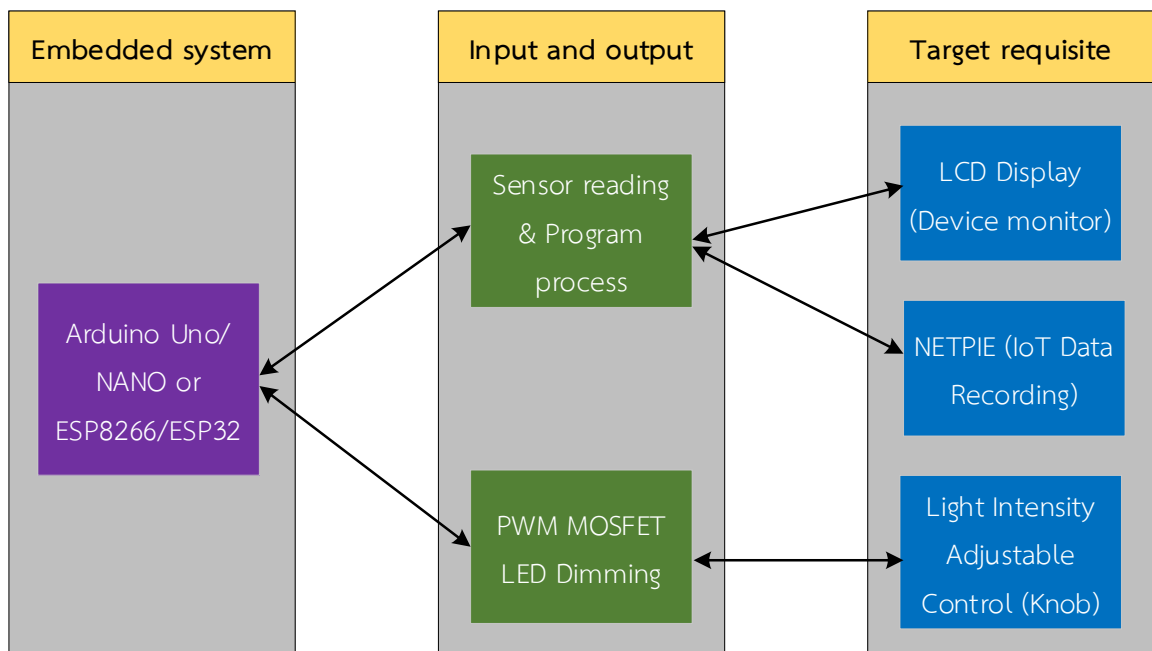 Embedded system
Input and output
Target requisite
Arduino Uno/
NANO or
ESP8266/ESP32
Sensor reading
& Program
process
PWM MOSFET
LED Dimming
LCD Display
(Device monitor)
NETPIE (IoT Data
Recording)
Light Intensity
Adjustable
Control (Knob)